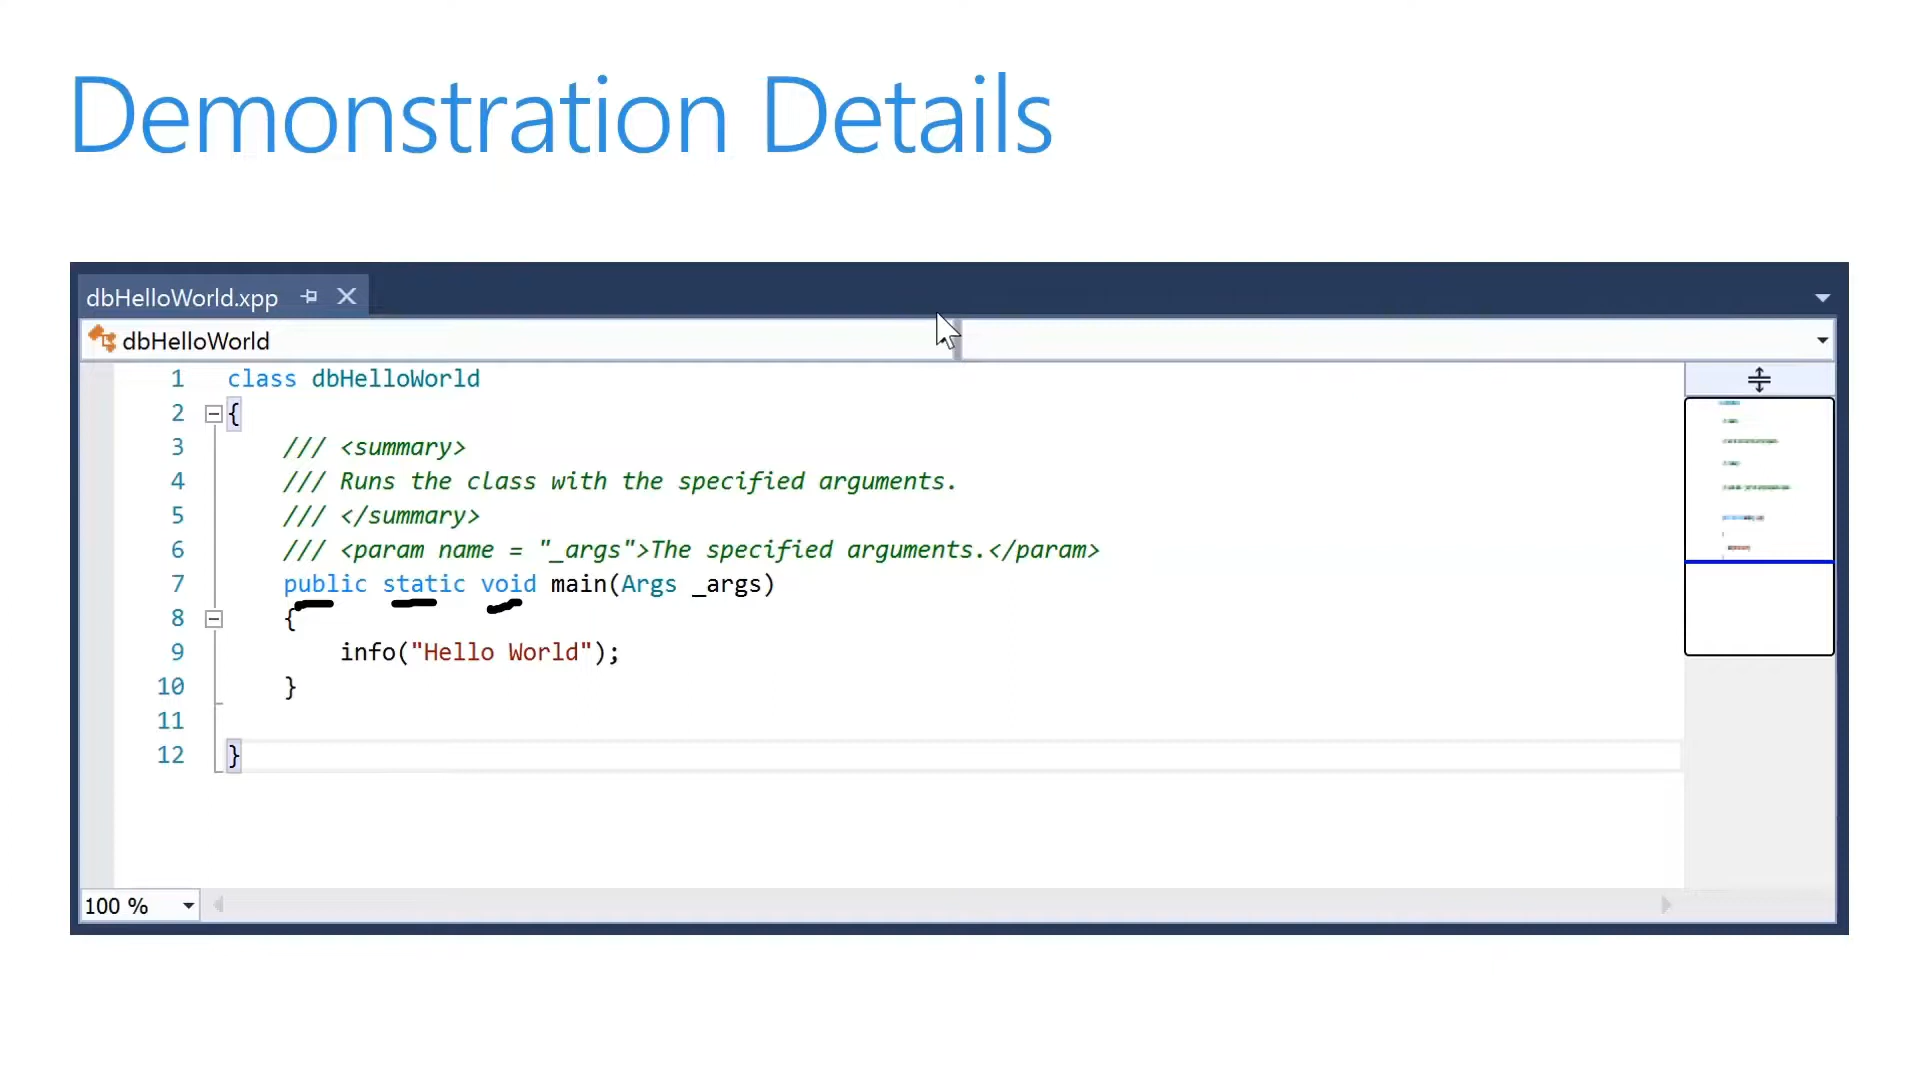 Demonstration Details
dbHelloWorld.xpp
dbHelloWorld
1 class dbHelloWorld
2 {
3 /// <summary>
4 /// Runs the class with the specified arguments.
5 /// </summary>
6 /// <param name = "_args">The specified arguments.</param>
7 public static void main(Args _args)
8 {
9 info("Hello World");
10 }
11
12 }
100 %